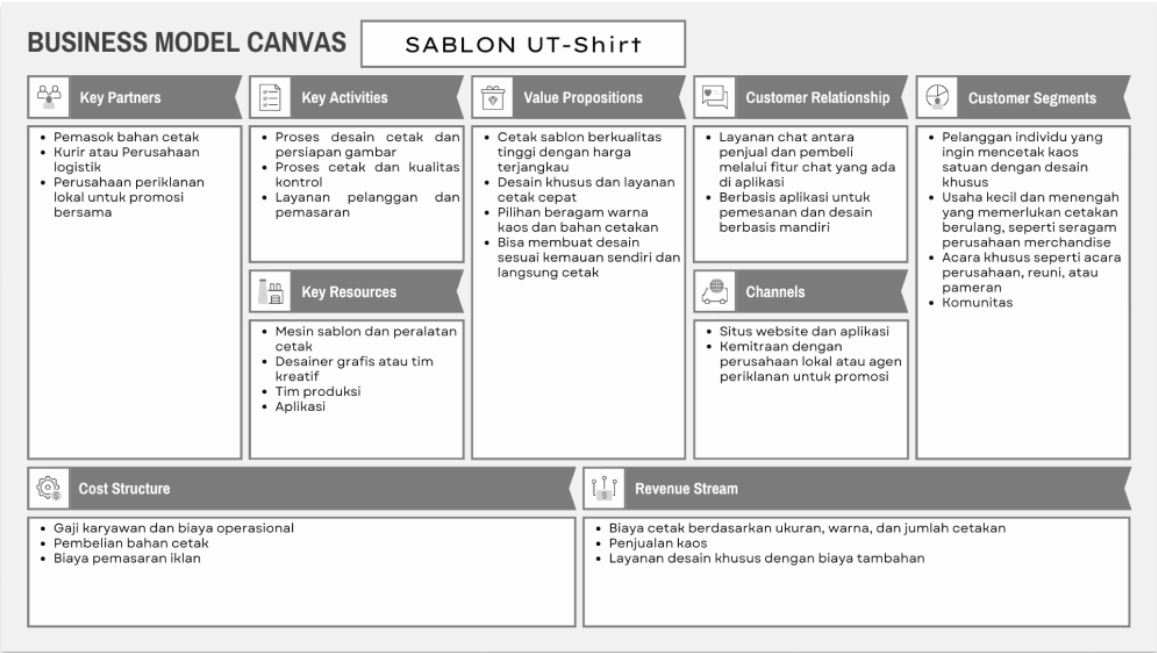 BUSINESS MODEL CANVAS
SABLON UT-Shirt
Key Partners
• Pemasok bahan cetak
• Kurir atau Perusahaan
logistik
• Perusahaan periklanan
lokal untuk promosi
bersama
Key Activities
• Proses desain cetak dan
persiapan gambar
• Proses cetak dan kualitas
kontrol
• Layanan pelanggan dan
pemasaran
Key Resources
• Mesin sablon dan peralatan
cetak
• Desainer grafis atau tim
kreatif
• Tim produksi
• Aplikasi
Value Propositions
• Cetak sablon berkualitas
tinggi dengan harga
terjangkau
• Desain khusus dan layanan
cetak cepat
• Pilihan beragam warna
kaos dan bahan cetakan
• Bisa membuat desain
sesuai kemauan sendiri dan
langsung cetak
Customer Relationship
• Layanan chat antara
penjual dan pembeli
melalui fitur chat yang ada
di aplikasi
• Berbasis aplikasi untuk
pemesanan dan desain
berbasis mandiri
Channels
• Situs website dan aplikasi
• Kemitraan dengan
perusahaan lokal atau agen
periklanan untuk promosi
Customer Segments
• Pelanggan individu yang
ingin mencetak kaos
satuan dengan desain
khusus
• Usaha kecil dan menengah
yang memerlukan cetakan
berulang, seperti seragam
perusahaan merchandise
• Acara khusus seperti acara
perusahaan, reuni, atau
pameran
• Komunitas
Cost Structure
• Gaji karyawan dan biaya operasional
• Pembelian bahan cetak
• Biaya pemasaran iklan
Revenue Stream
• Biaya cetak berdasarkan ukuran, warna, dan jumlah cetakan
• Penjualan kaos
• Layanan desain khusus dengan biaya tambahan